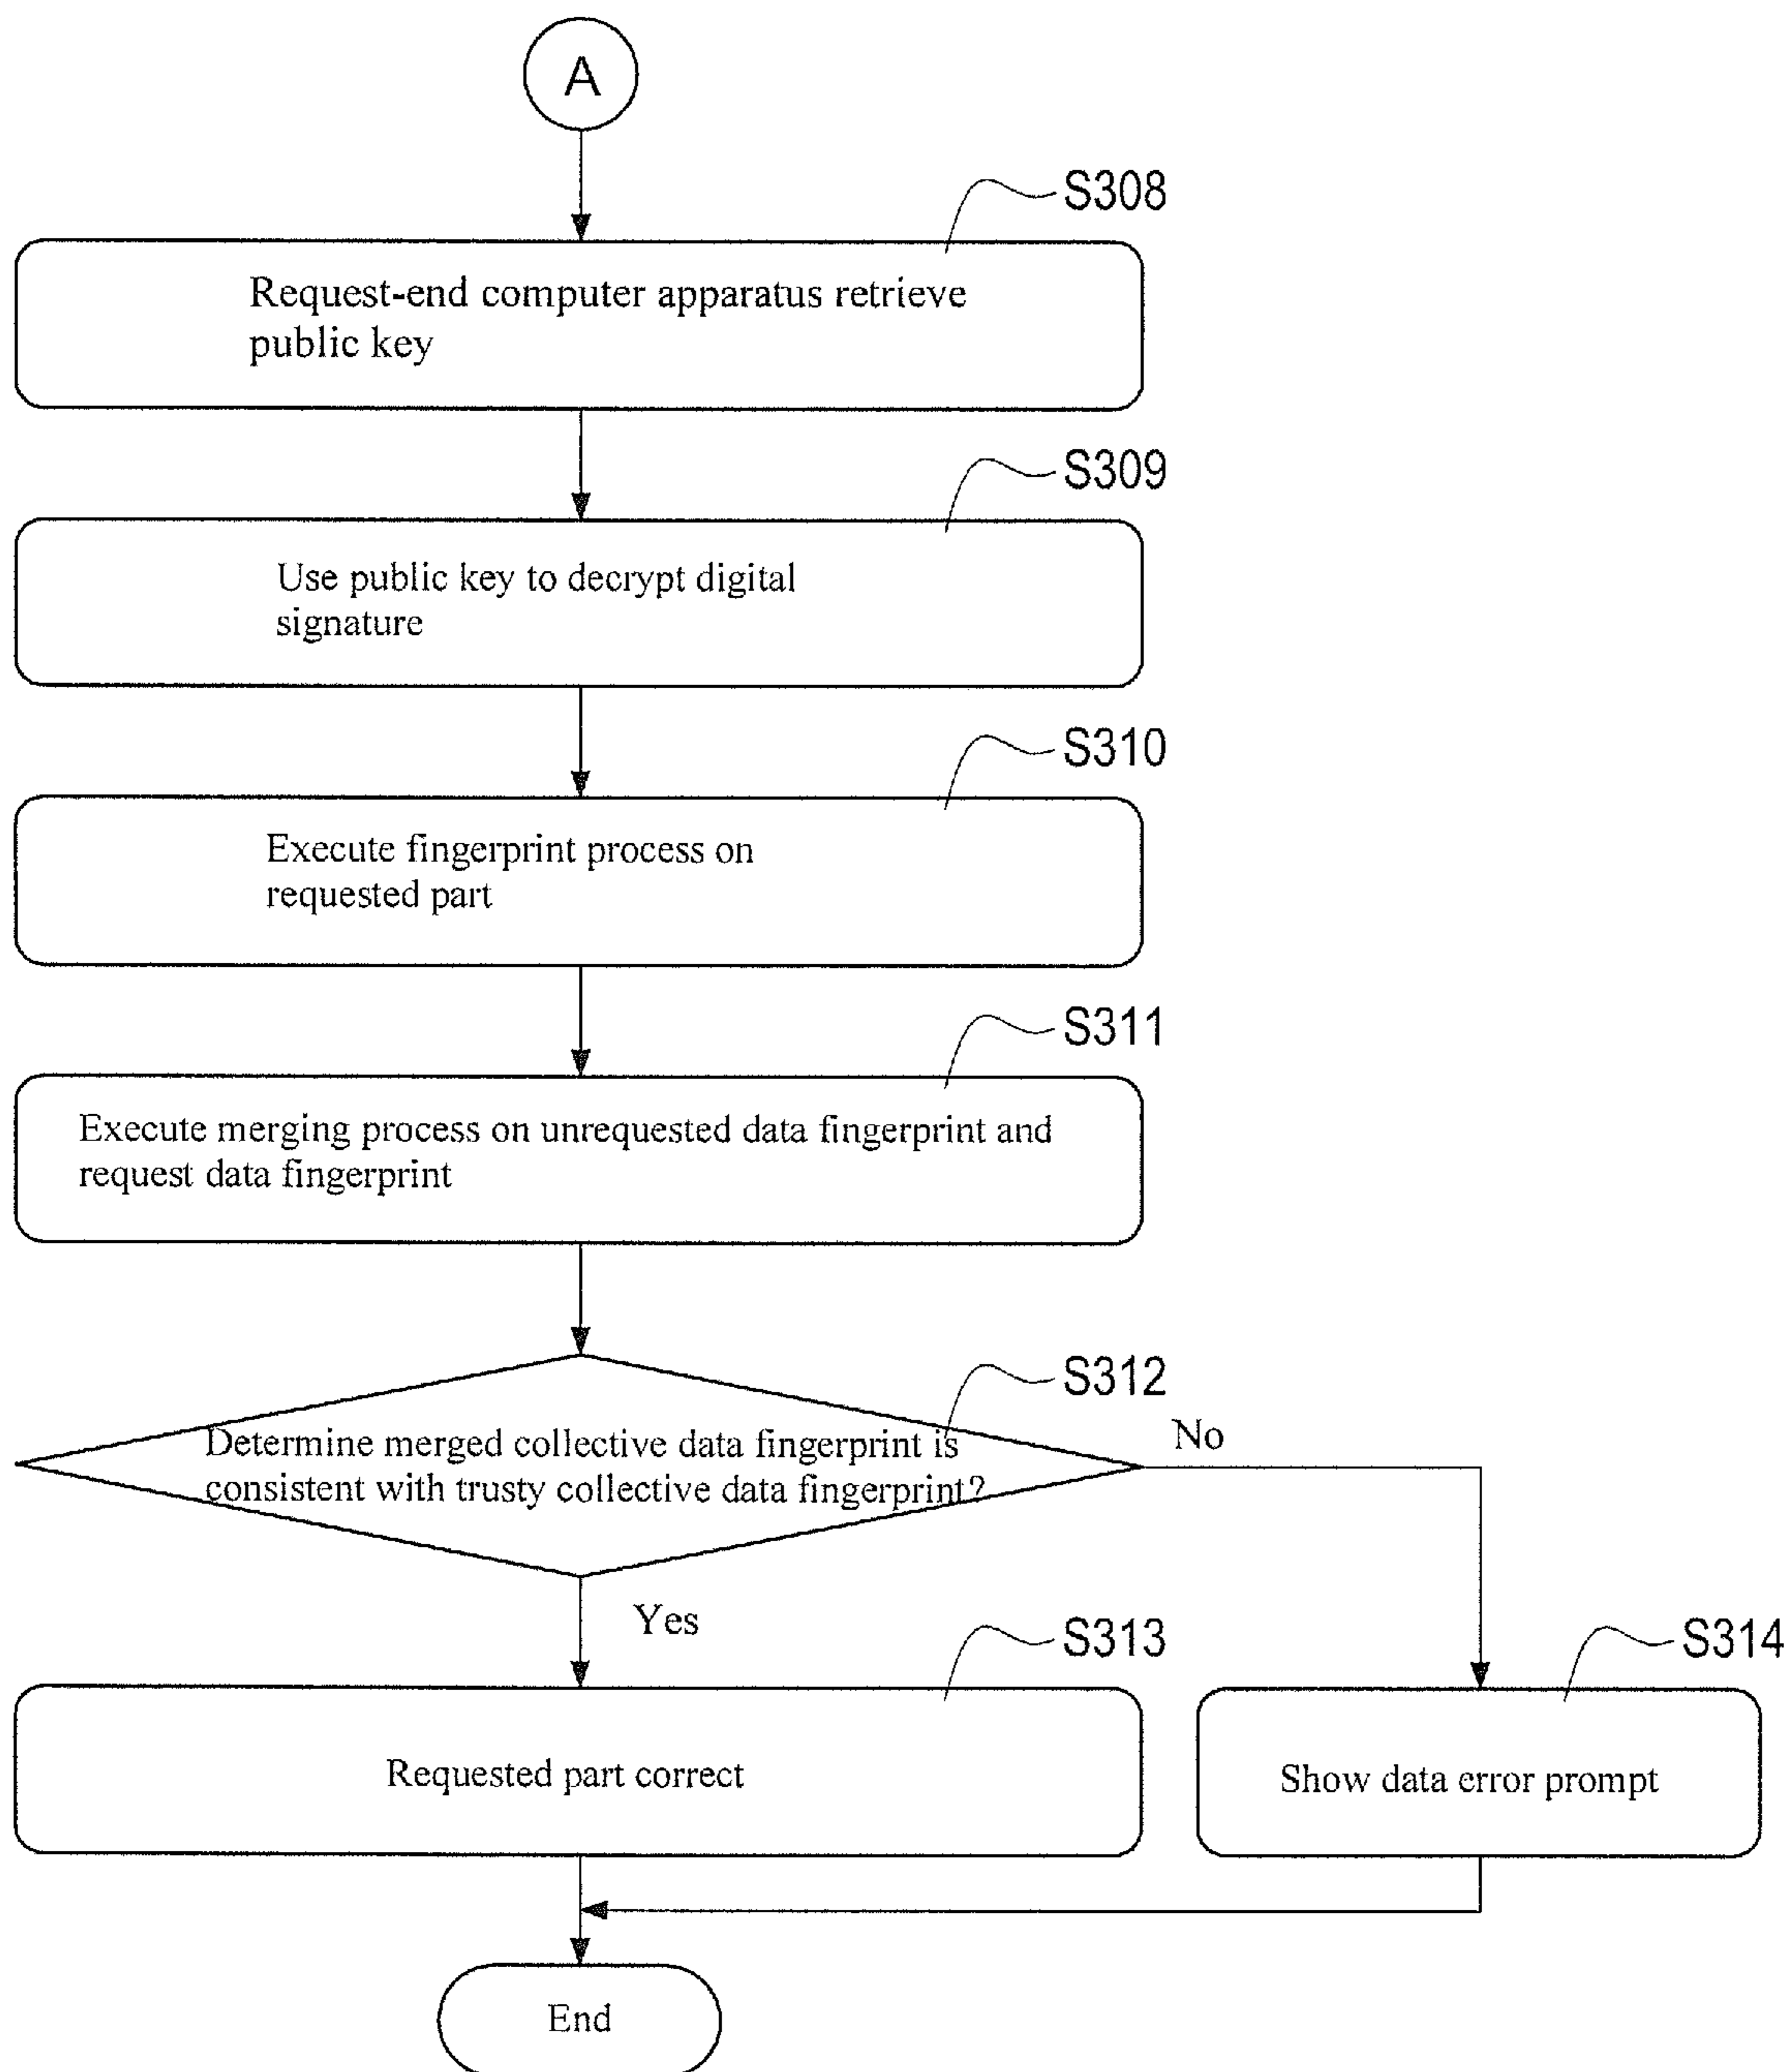 A
S308
Request-end computer apparatus retrieve
public key
S309
Use public key to decrypt digital
signature
S310
Execute fingerprint process on
requested part
S311
Execute merging process on unrequested data fingerprint and
request data fingerprint
S312
Determine merged collective data fingerprint is
consistent with trusty collective data fingerprint?
No
Yes
S313
Requested part correct
S314
Show data error prompt
End